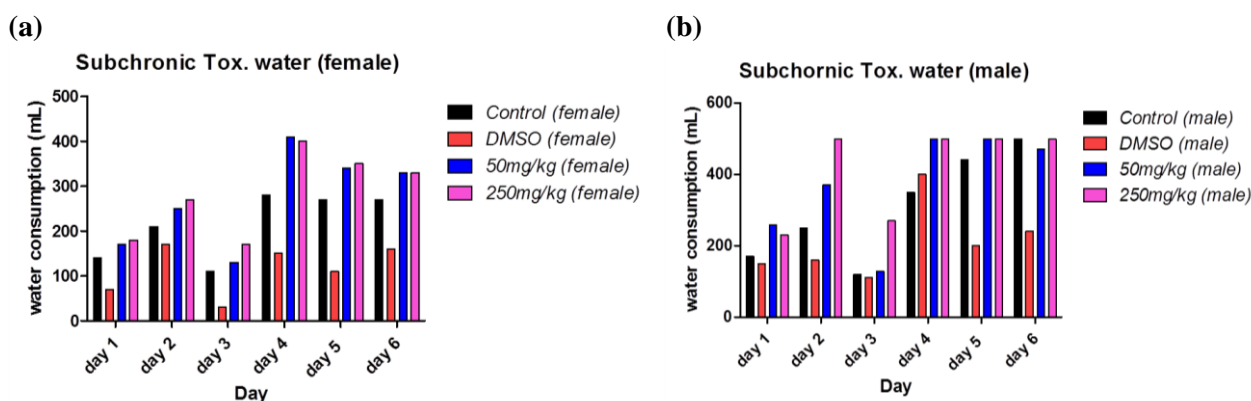 (a)
Subchronic Tox. water (female)
water consumption (mL)
500
400
300
200
100
0
day 1
day 2
day 3
day 4
day 5
day 6
Day
Control (female)
DMSO (female)
50mg/kg (female)
250mg/kg (female)
(b)
Subchornic Tox. water (male)
water consumption (mL)
600
400
200
0
day 1
day 2
day 3
day 4
day 5
day 6
Day
Control (male)
DMSO (male)
50mg/kg (male)
250mg/kg (male)